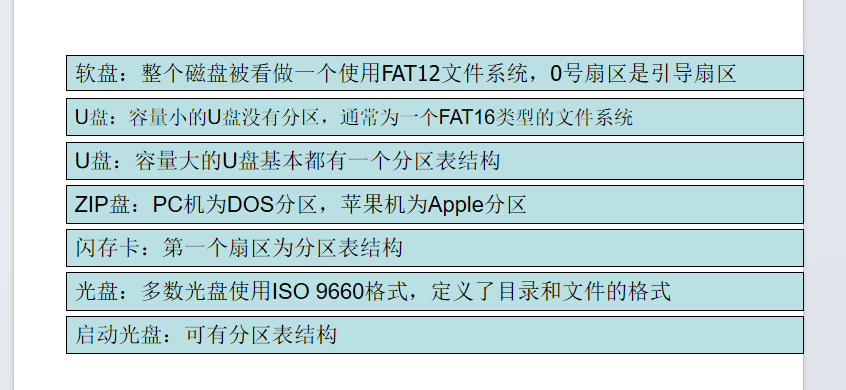 软盘：整个磁盘被看做一个使用FAT12文件系统，0号扇区是引导扇区
U盘：容量小的U盘没有分区，通常为一个FAT16类型的文件系统
U盘：容量大的U盘基本都有一个分区表结构
ZIP盘：PC机为DOS分区，苹果机为Apple分区
闪存卡：第一个扇区为分区表结构
光盘：多数光盘使用ISO 9660格式，定义了目录和文件的格式
启动光盘：可有分区表结构